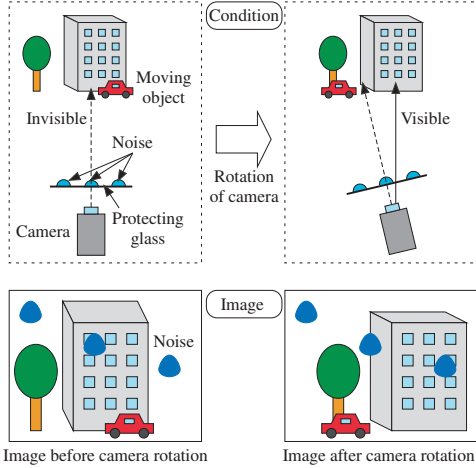 Condition
Moving
object
Invisible
Visible
Noise
Rotation
of camera
Protecting
glass
Camera
Image
Noise
Image before camera rotation
Image after camera rotation